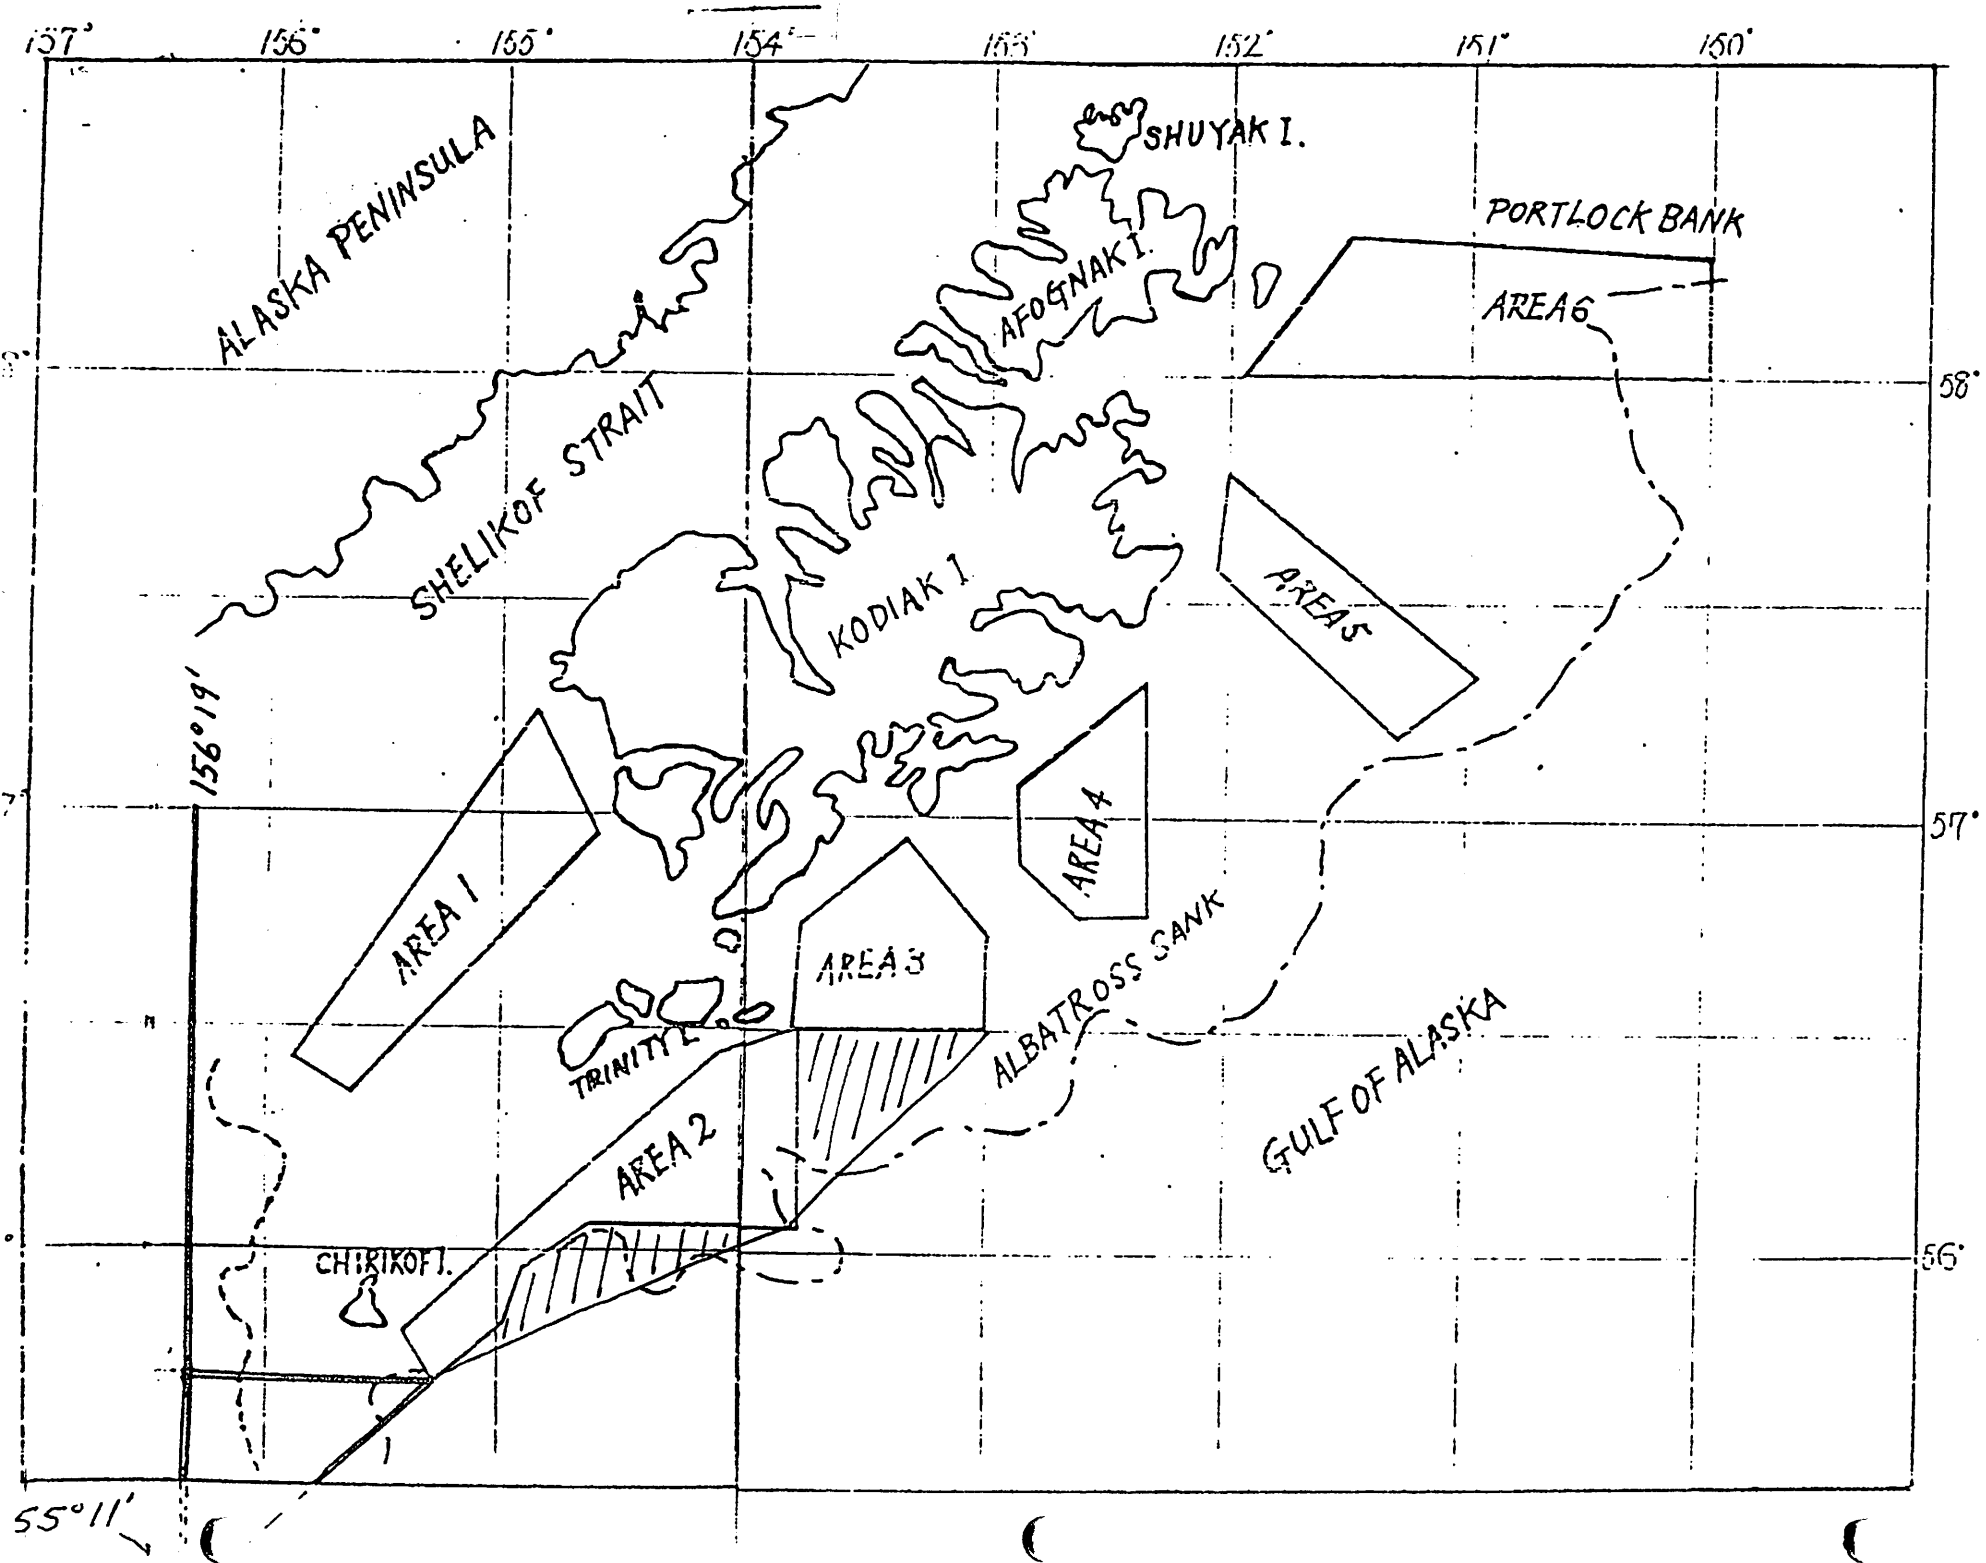 157° 156° 155° 154° 153° 152° 151° 150°
SHUYAK I.
ALASKA PENINSULA
PORTLOCK BANK
AFOGNAK I.
AREA 6
58°
SHELIKOF STRAIT
KODIAK I.
AREA 5
156°19'
7°
57°
AREA 4
AREA 1
AREA 3
ALBATROSS BANK
TRINITY I.
GULF OF ALASKA
AREA 2
CHIRIKOF I.
56°
55°11'